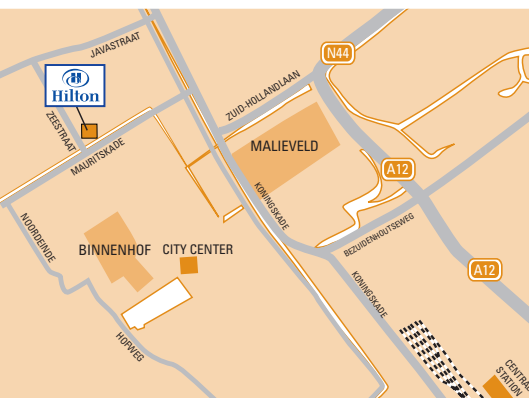 JAVASTRAAT
N44
Hilton
ZUID-HOLLANDLAAN
ZEESTRAAT
MAURITSKADE
MALIEVELD
A12
KONINGSKADE
NOORDEINDE
BINNENHOF
CITY CENTER
BEZUIDENHOUTSEWEG
A12
KONINGSKADE
HOFWEG
CENTRAL
STATION